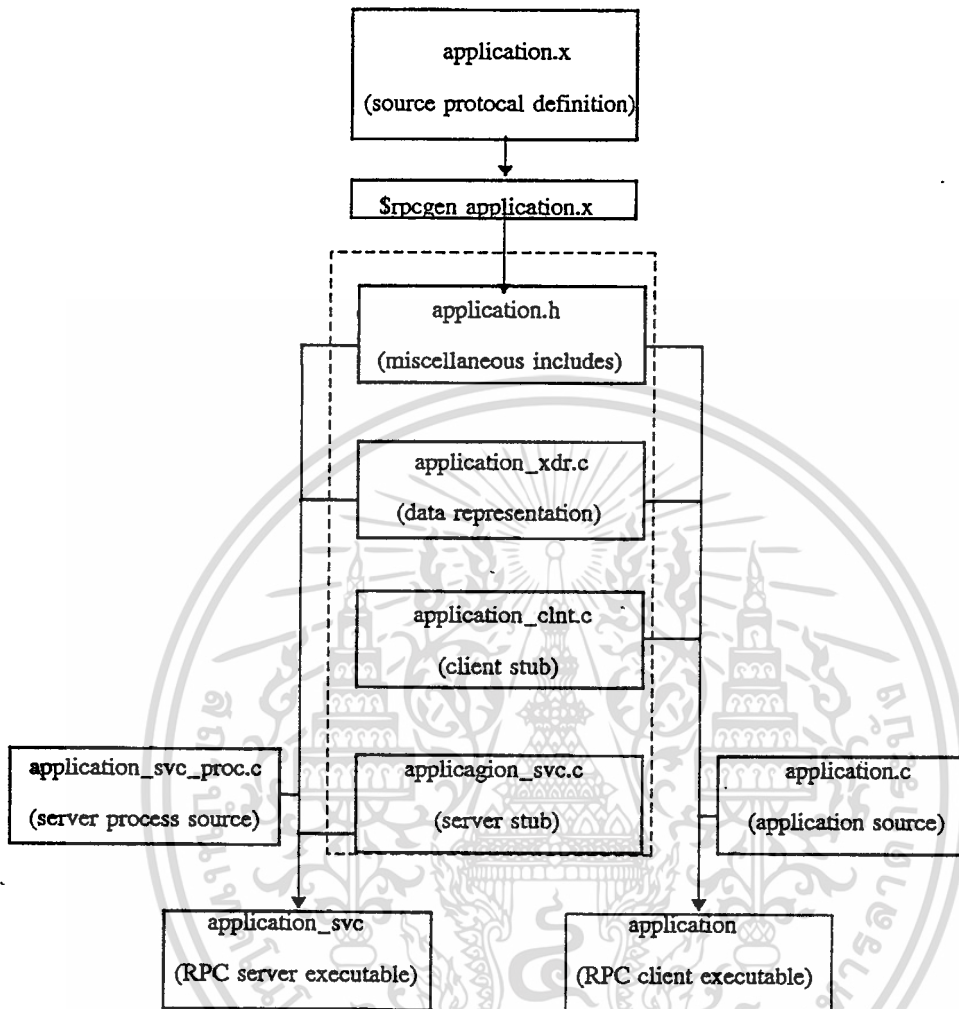 application.x
(source protocal definition)
$rpcgen application.x
application.h
(miscellaneous includes)
application_xdr.c
(data representation)
application_clnt.c
(client stub)
application_svc_proc.c
(server process source)
applicagion_svc.c
(server stub)
application.c
(application source)
application_svc
(RPC server executable)
application
(RPC client executable)